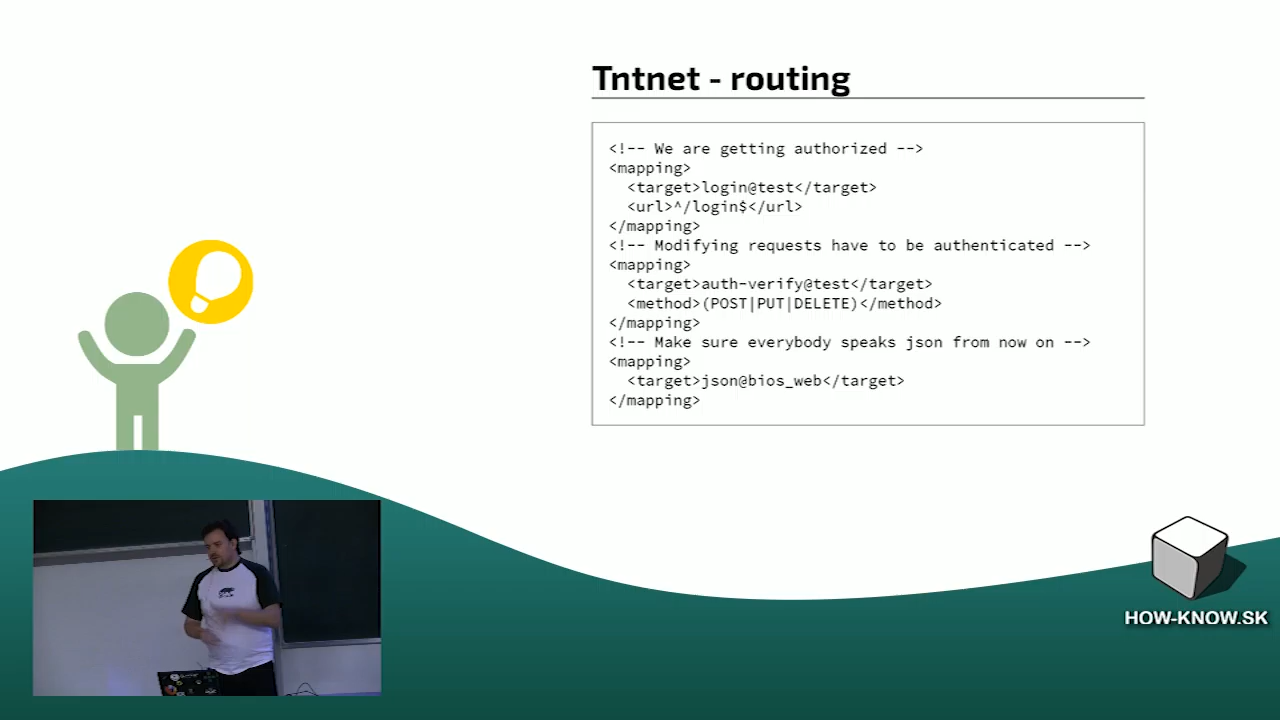 Tntnet - routing
<!-- We are getting authorized -->
<mapping>
  <target>login@test</target>
  <url>^/login$</url>
</mapping>
<!-- Modifying requests have to be authenticated -->
<mapping>
  <target>auth-verify@test</target>
  <method>(POST|PUT|DELETE)</method>
</mapping>
<!-- Make sure everybody speaks json from now on -->
<mapping>
  <target>json@bios_web</target>
</mapping>
HOW-KNOW.SK